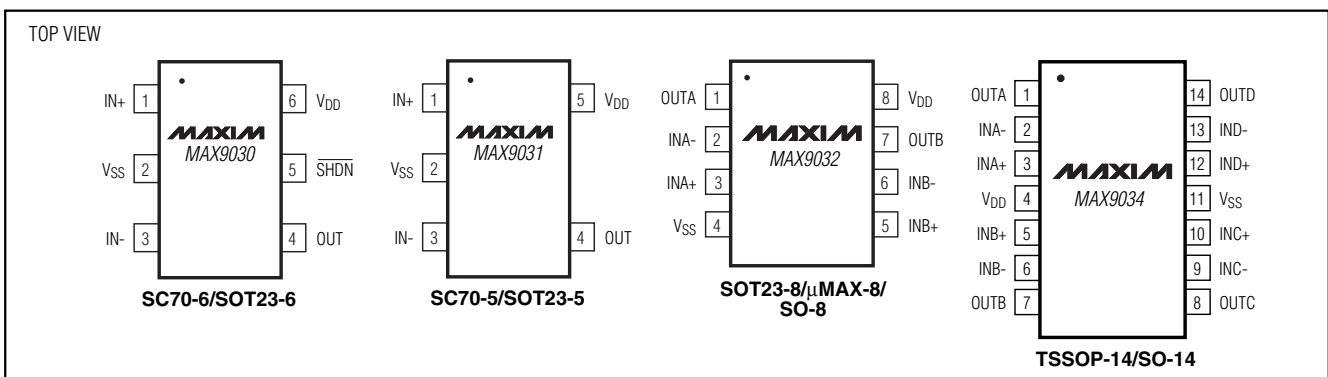 TOP VIEW
IN+ 1
VSS 2
IN- 3
6 VDD
5 SHDN
4 OUT
MAXIM
MAX9030
SC70-6/SOT23-6
IN+ 1
VSS 2
IN- 3
5 VDD
4 OUT
MAXIM
MAX9031
SC70-5/SOT23-5
OUTA 1
INA- 2
INA+ 3
VSS 4
8 VDD
7 OUTB
6 INB-
5 INB+
MAXIM
MAX9032
SOT23-8/μMAX-8/
SO-8
OUTA 1
INA- 2
INA+ 3
VDD 4
INB+ 5
INB- 6
OUTB 7
14 OUTD
13 IND-
12 IND+
11 VSS
10 INC+
9 INC-
8 OUTC
MAXIM
MAX9034
TSSOP-14/SO-14